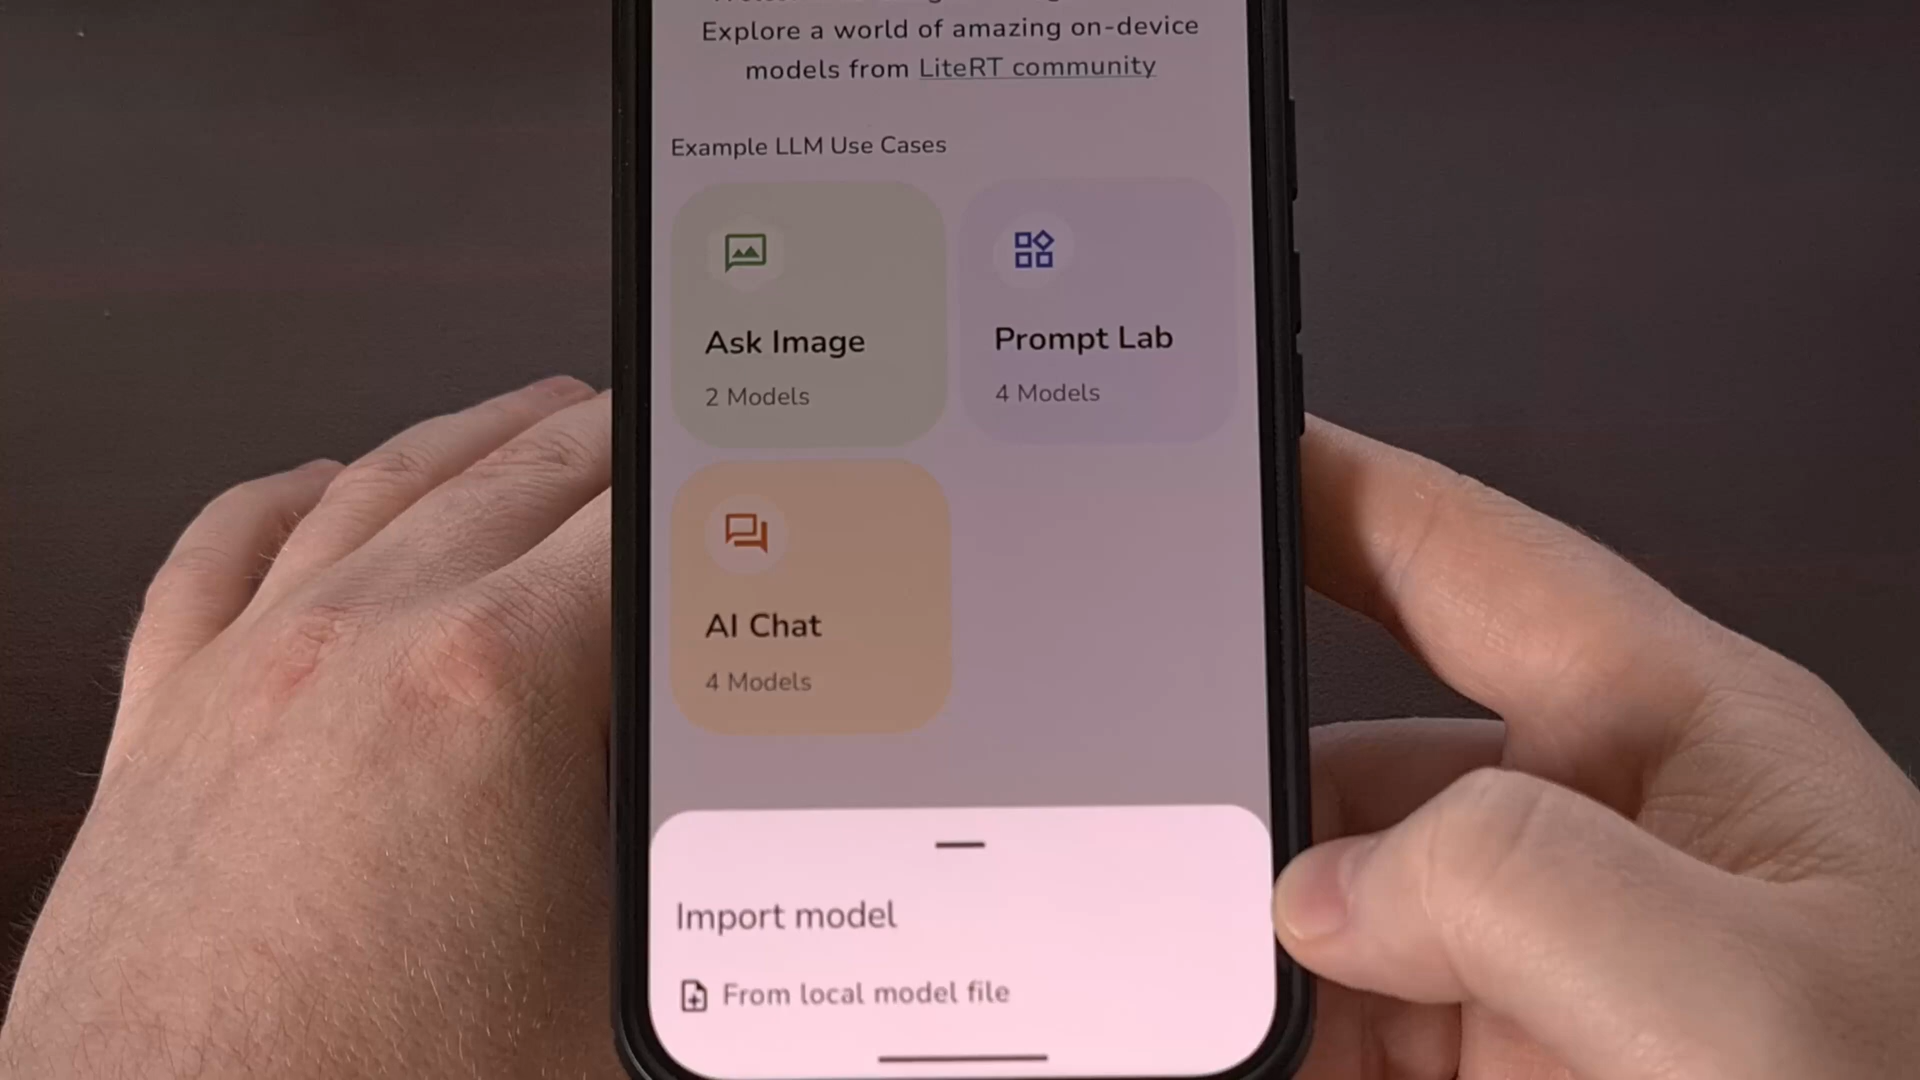 Explore a world of amazing on-device
models from LiteRT community
Example LLM Use Cases
Ask Image
2 Models
Prompt Lab
4 Models
AI Chat
4 Models
Import model
From local model file